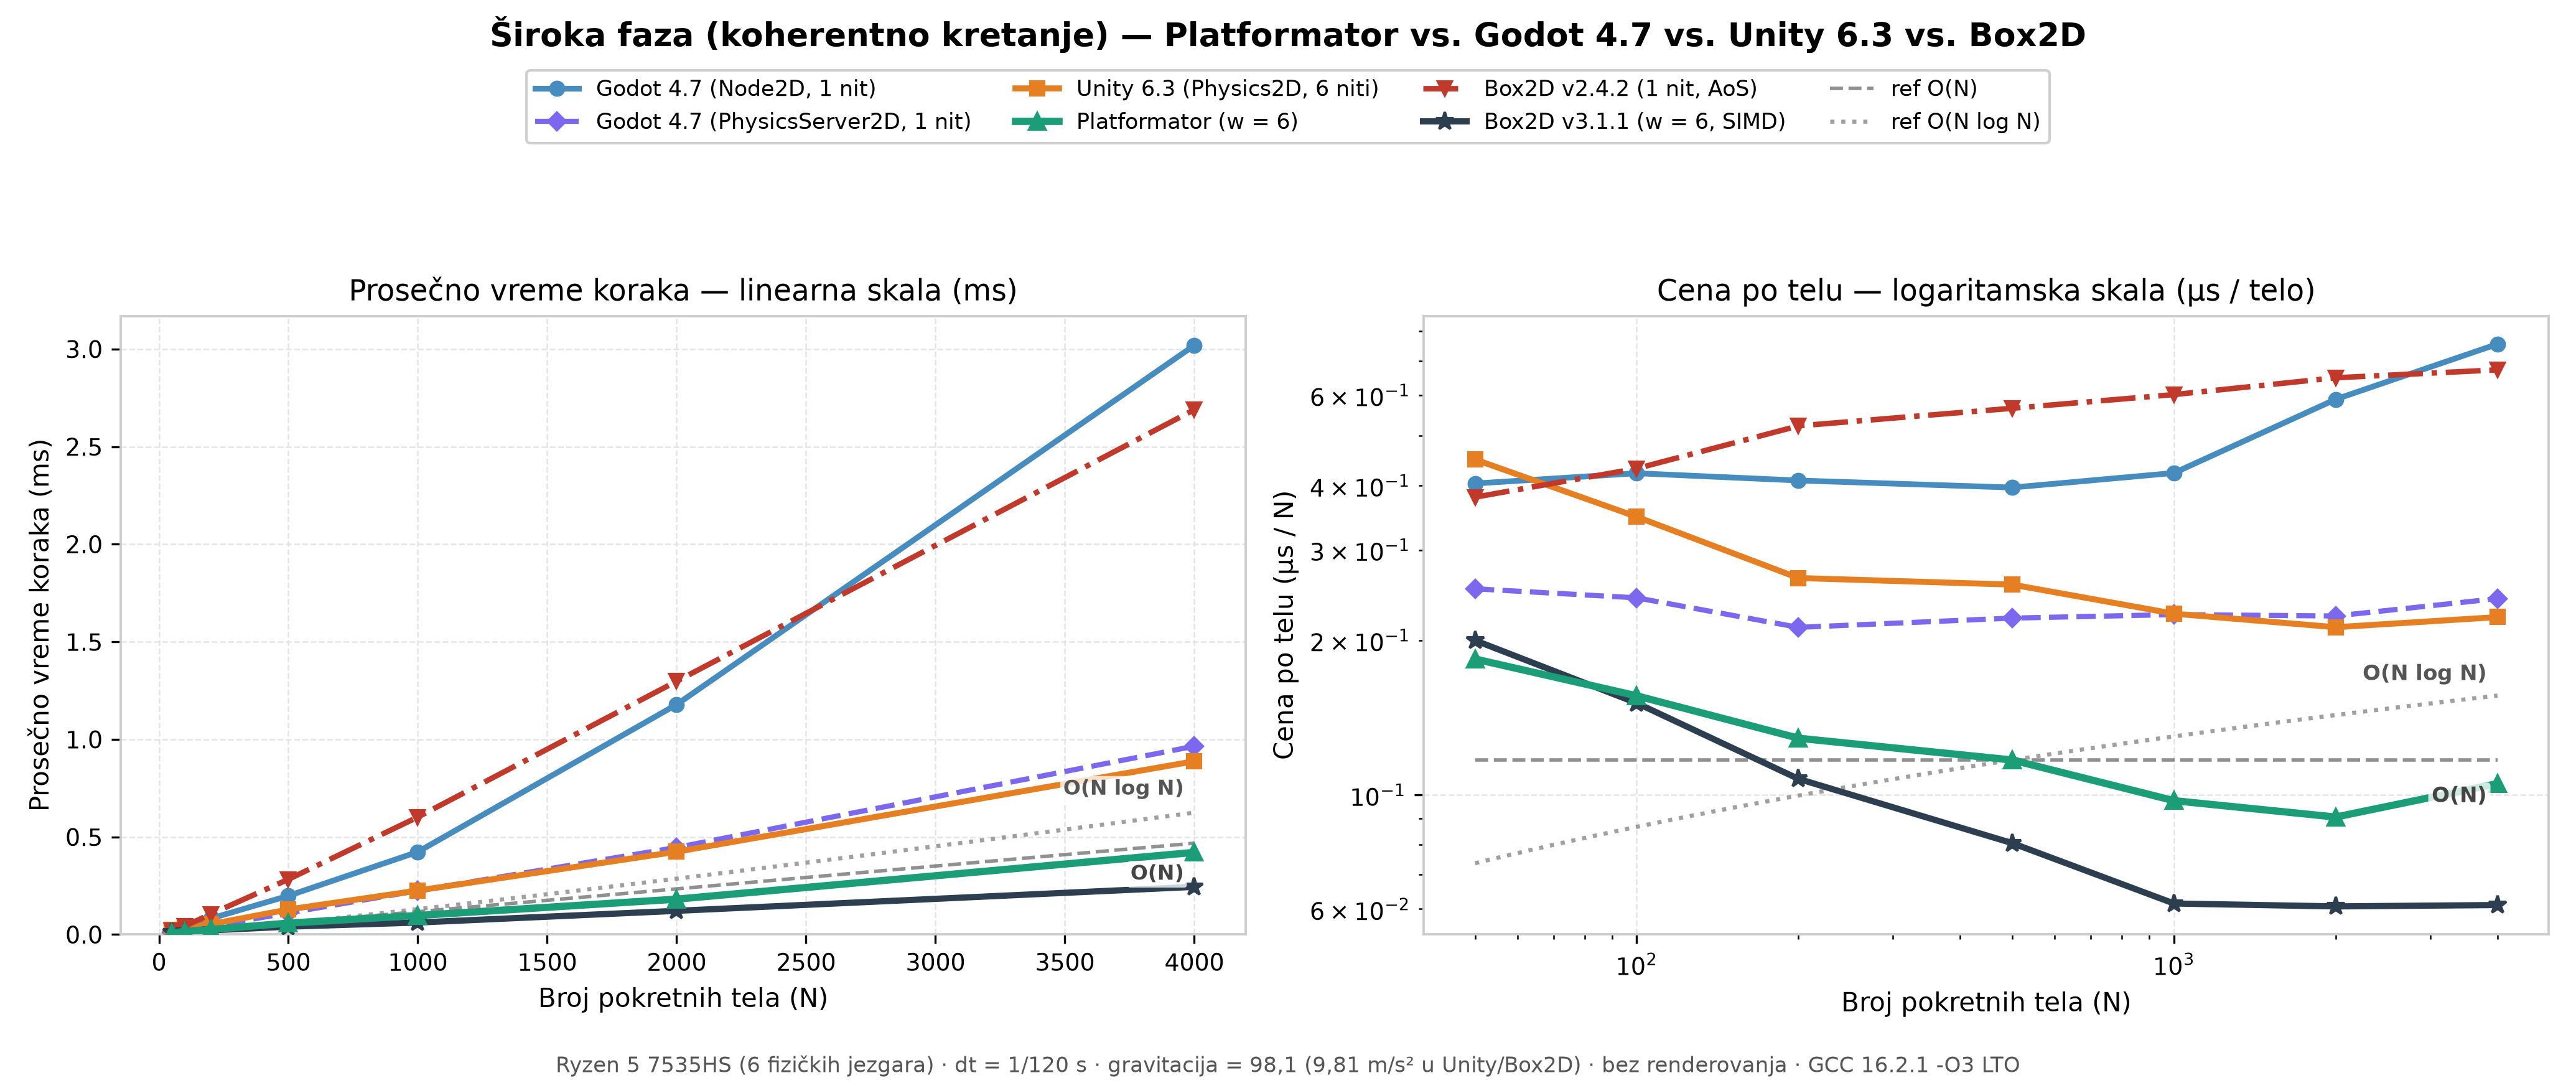 Široka faza (koherentno kretanje) — Platformator vs. Godot 4.7 vs. Unity 6.3 vs. Box2D
Godot 4.7 (Node2D, 1 nit)
Godot 4.7 (PhysicsServer2D, 1 nit)
Unity 6.3 (Physics2D, 6 niti)
Platformator (w = 6)
Box2D v2.4.2 (1 nit, AoS)
Box2D v3.1.1 (w = 6, SIMD)
ref O(N)
ref O(N log N)
Prosečno vreme koraka — linearna skala (ms)
Prosečno vreme koraka (ms)
3.0
2.5
2.0
1.5
1.0
0.5
0.0
O(N log N)
O(N)
0 500 1000 1500 2000 2500 3000 3500 4000
Broj pokretnih tela (N)
Cena po telu — logaritamska skala (µs / telo)
Cena po telu (µs / N)
6 × 10⁻¹
4 × 10⁻¹
3 × 10⁻¹
2 × 10⁻¹
10⁻¹
6 × 10⁻²
O(N log N)
O(N)
10² 10³
Broj pokretnih tela (N)
Ryzen 5 7535HS (6 fizičkih jezgara) · dt = 1/120 s · gravitacija = 98,1 (9,81 m/s² u Unity/Box2D) · bez renderovanja · GCC 16.2.1 -O3 LTO